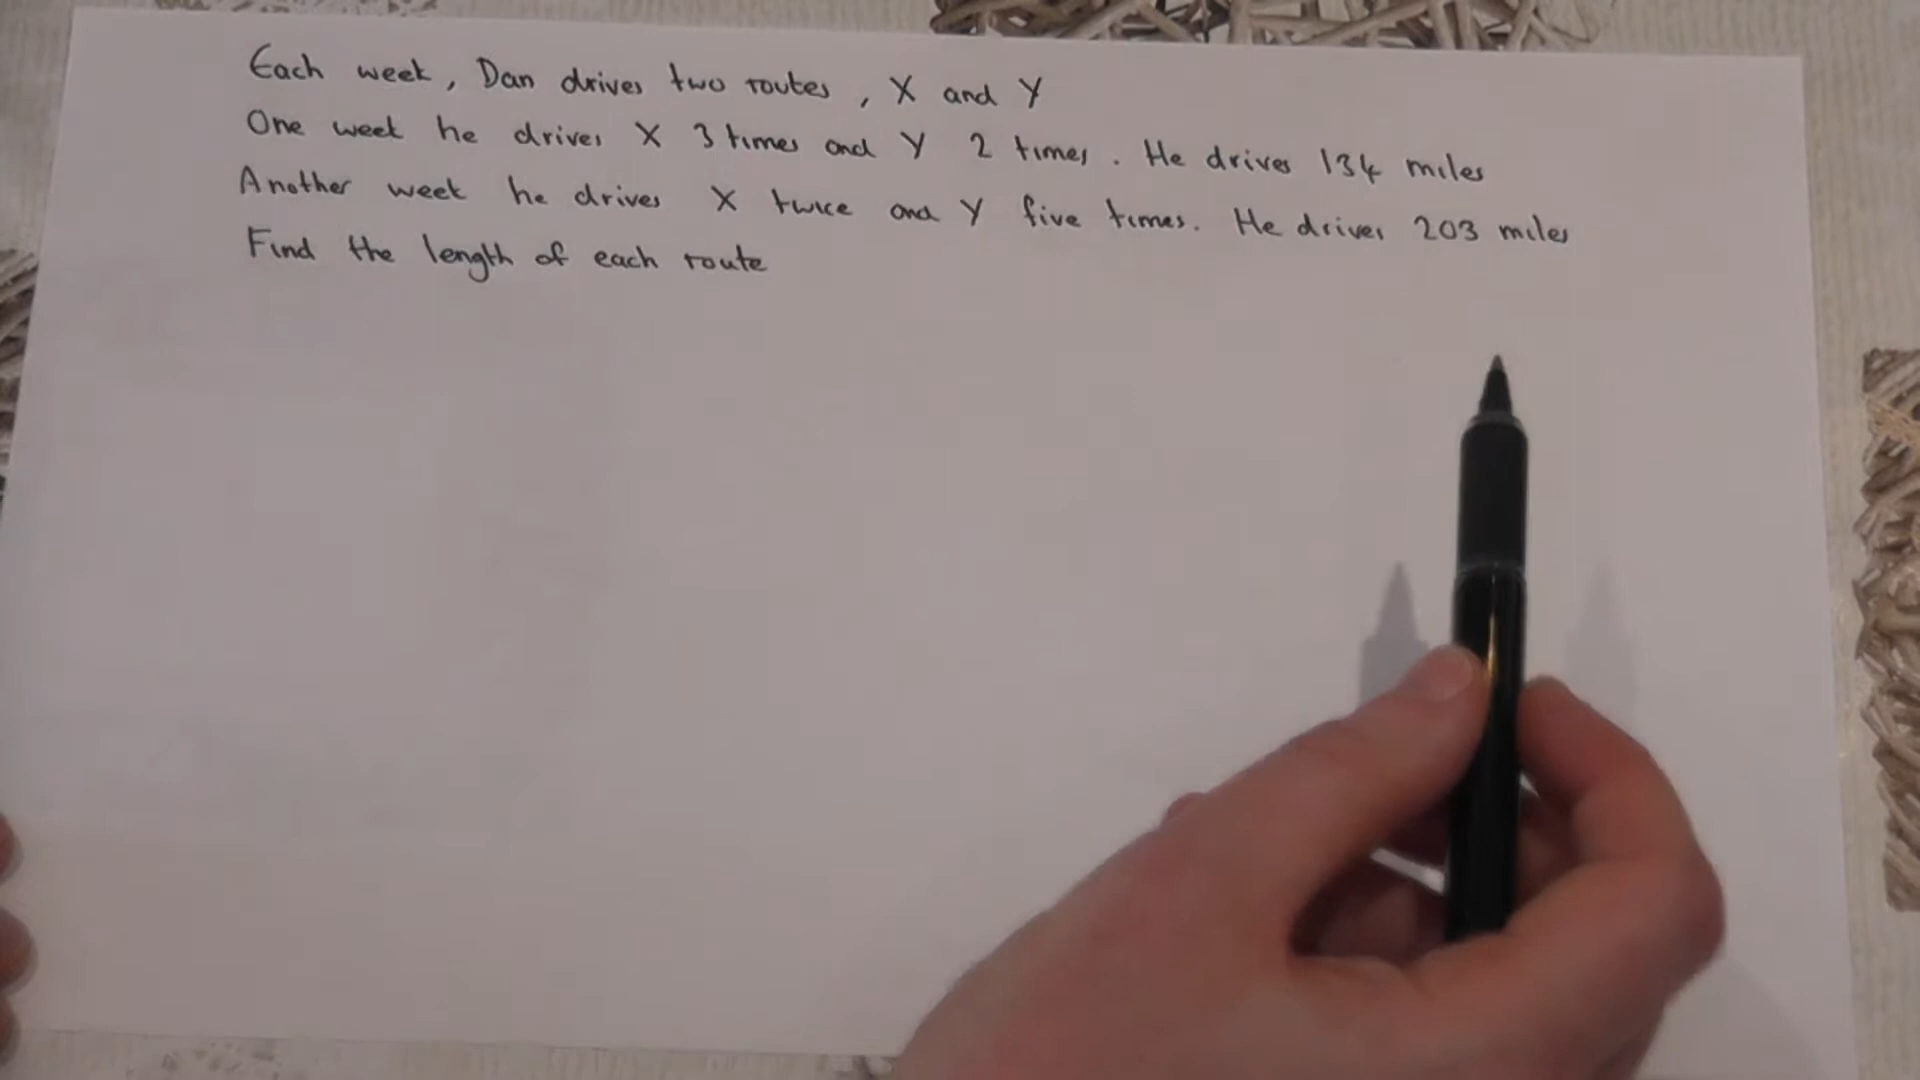 Each week, Dan drives two routes, X and Y
One week he drives X 3 times and Y 2 times. He drives 134 miles
Another week he drives X twice and Y five times. He drives 203 miles
Find the length of each route